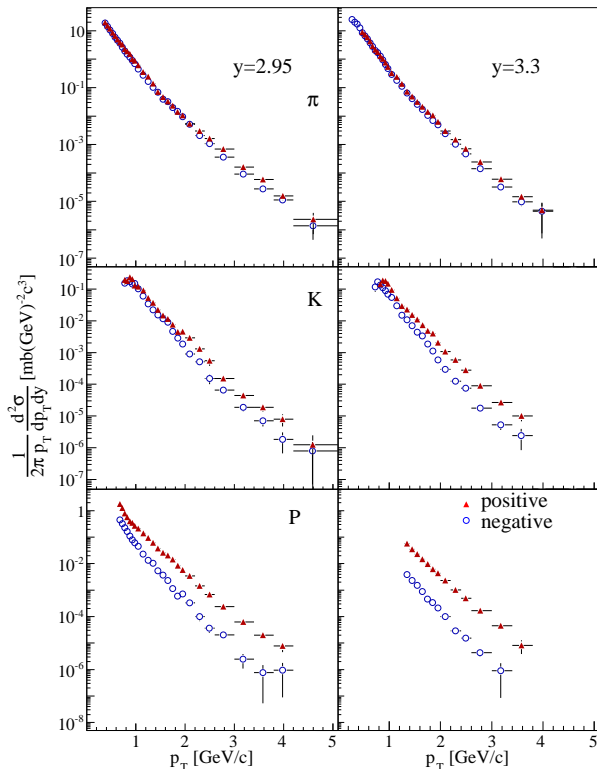 10
10^-1
10^-3
10^-5
10^-7
y=2.95
π
y=3.3
10^-1
10^-2
10^-3
10^-4
10^-5
10^-6
10^-7
K
1
10^-2
10^-4
10^-6
10^-8
P
positive
negative
1/2π p_T d²σ/dp_T dy [mb(GeV)^-2c^3]
0 1 2 3 4 5
1 2 3 4 5
p_T [GeV/c]
p_T [GeV/c]